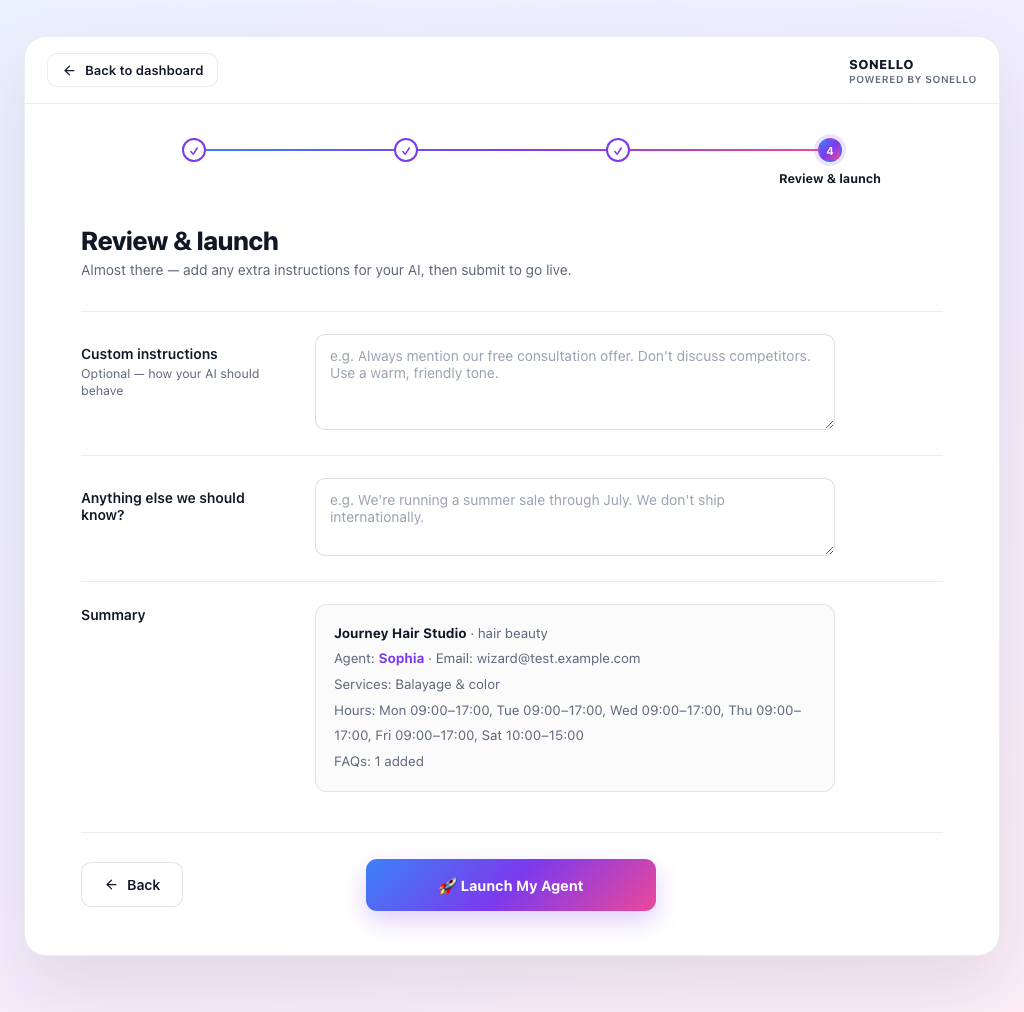 Back to dashboard
SONELLO
POWERED BY SONELLO
4
Review & launch
Review & launch
Almost there — add any extra instructions for your AI, then submit to go live.
Custom instructions
Optional — how your AI should
behave
e.g. Always mention our free consultation offer. Don't discuss competitors.
Use a warm, friendly tone.
Anything else we should
know?
e.g. We're running a summer sale through July. We don't ship
internationally.
Summary
Journey Hair Studio · hair beauty
Agent: Sophia · Email: wizard@test.example.com
Services: Balayage & color
Hours: Mon 09:00–17:00, Tue 09:00–17:00, Wed 09:00–17:00, Thu 09:00–
17:00, Fri 09:00–17:00, Sat 10:00–15:00
FAQs: 1 added
Back
🚀 Launch My Agent